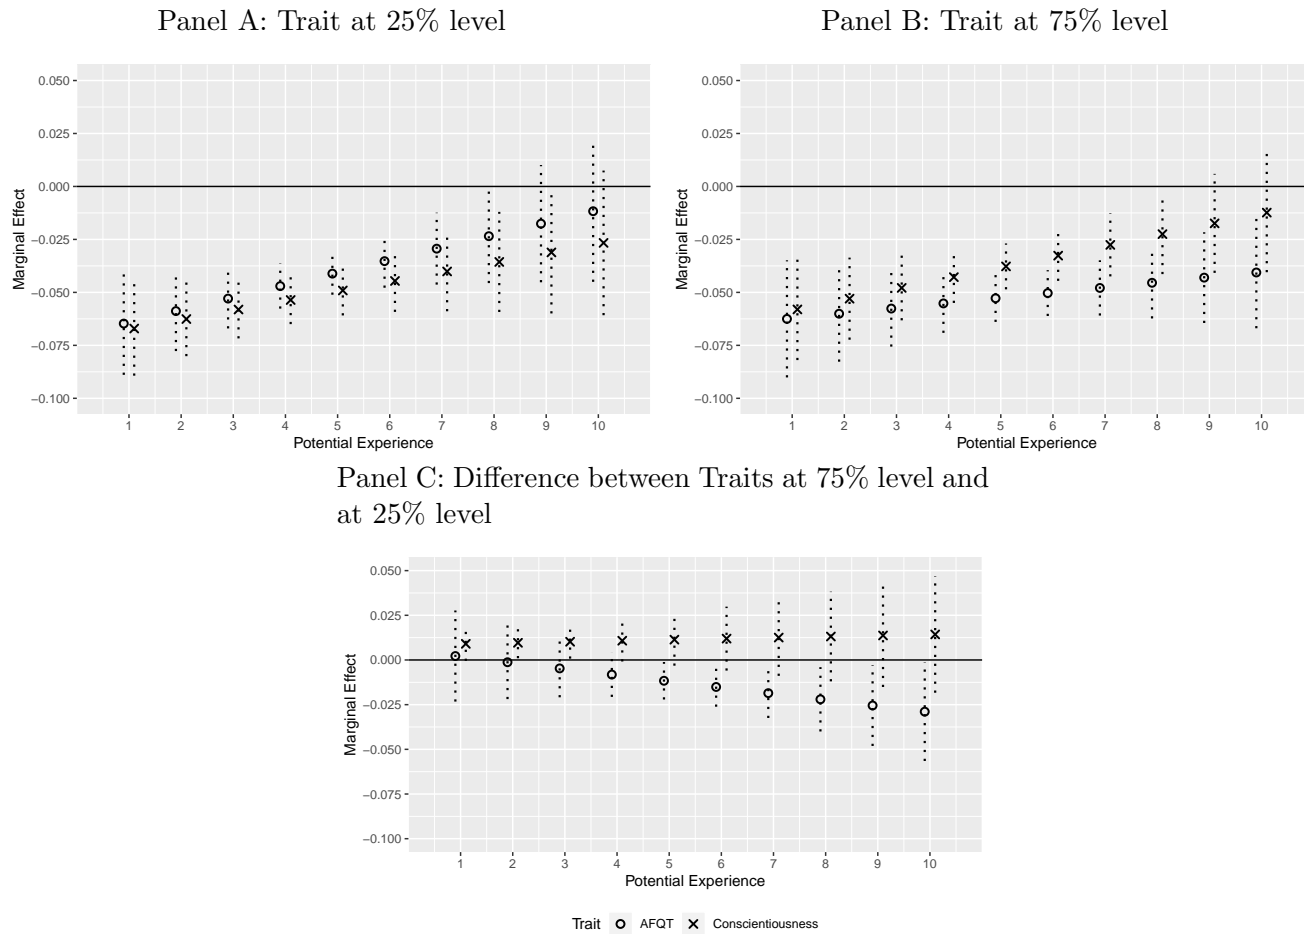 Panel A: Trait at 25% level
0.050
0.025
0.000
−0.025
−0.050
−0.075
−0.100
Marginal Effect
1 2 3 4 5 6 7 8 9 10
Potential Experience
Panel B: Trait at 75% level
0.050
0.025
0.000
−0.025
−0.050
−0.075
−0.100
Marginal Effect
1 2 3 4 5 6 7 8 9 10
Potential Experience
Panel C: Difference between Traits at 75% level and
at 25% level
0.050
0.025
0.000
−0.025
−0.050
−0.075
−0.100
Marginal Effect
1 2 3 4 5 6 7 8 9 10
Potential Experience
Trait AFQT Conscientiousness